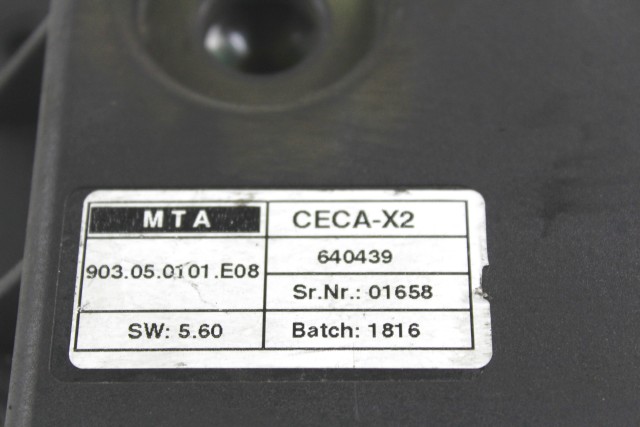 MTA
CECA-X2
903.05.0101.E08
640439
Sr.Nr.: 01658
SW: 5.60
Batch: 1816